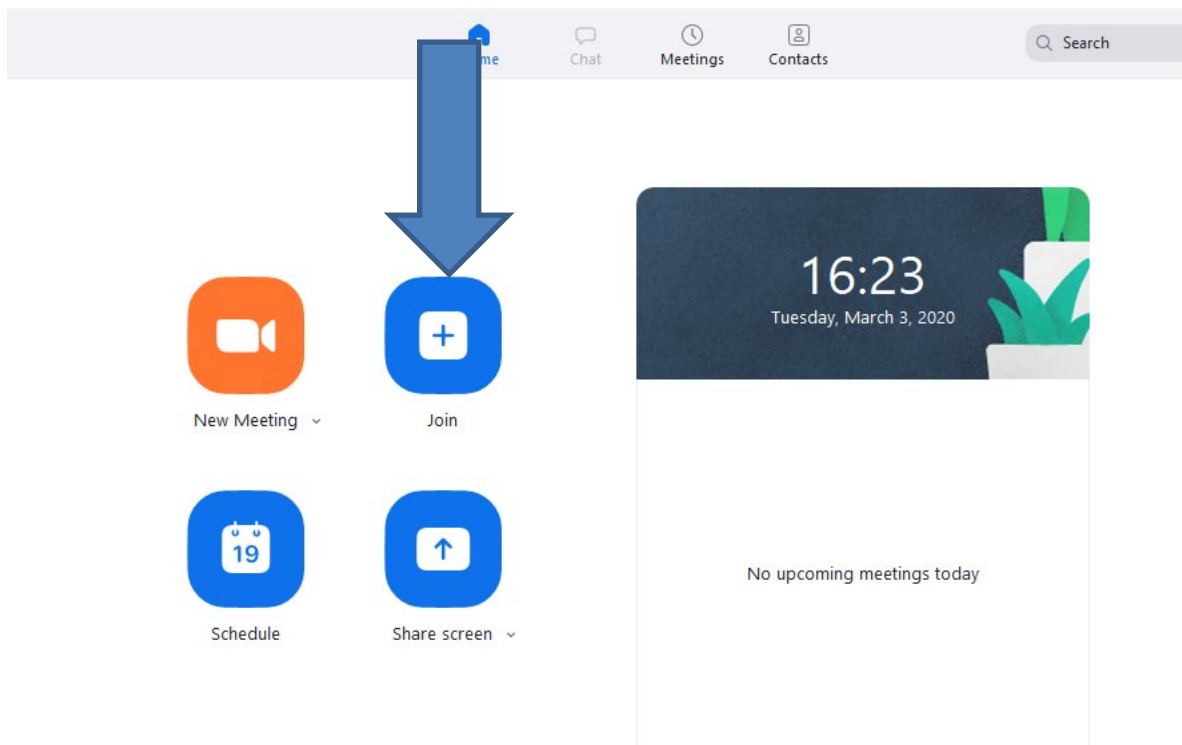 me
Chat
Meetings
Contacts
Search
16:23
Tuesday, March 3, 2020
New Meeting
Join
19
Schedule
Share screen
No upcoming meetings today